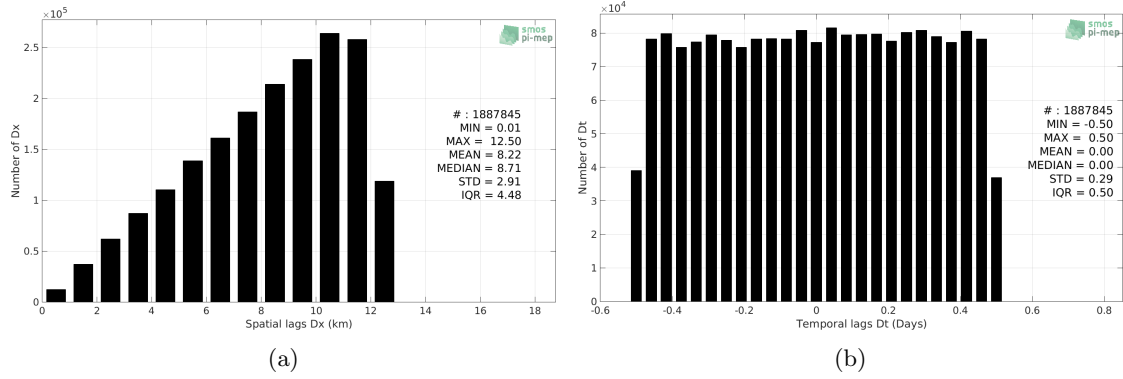 ×10⁵
2.5
2
1.5
1
0.5
0
Number of Dx
smos
pi-mep
# : 1887845
MIN = 0.01
MAX = 12.50
MEAN = 8.22
MEDIAN = 8.71
STD = 2.91
IQR = 4.48
0 2 4 6 8 10 12 14 16 18
Spatial lags Dx (km)
(a)
×10⁴
8
7
6
5
4
3
2
1
0
Number of Dt
smos
pi-mep
# : 1887845
MIN = -0.50
MAX = 0.50
MEAN = 0.00
MEDIAN = 0.00
STD = 0.29
IQR = 0.50
-0.6 -0.4 -0.2 0 0.2 0.4 0.6 0.8
Temporal lags Dt (Days)
(b)